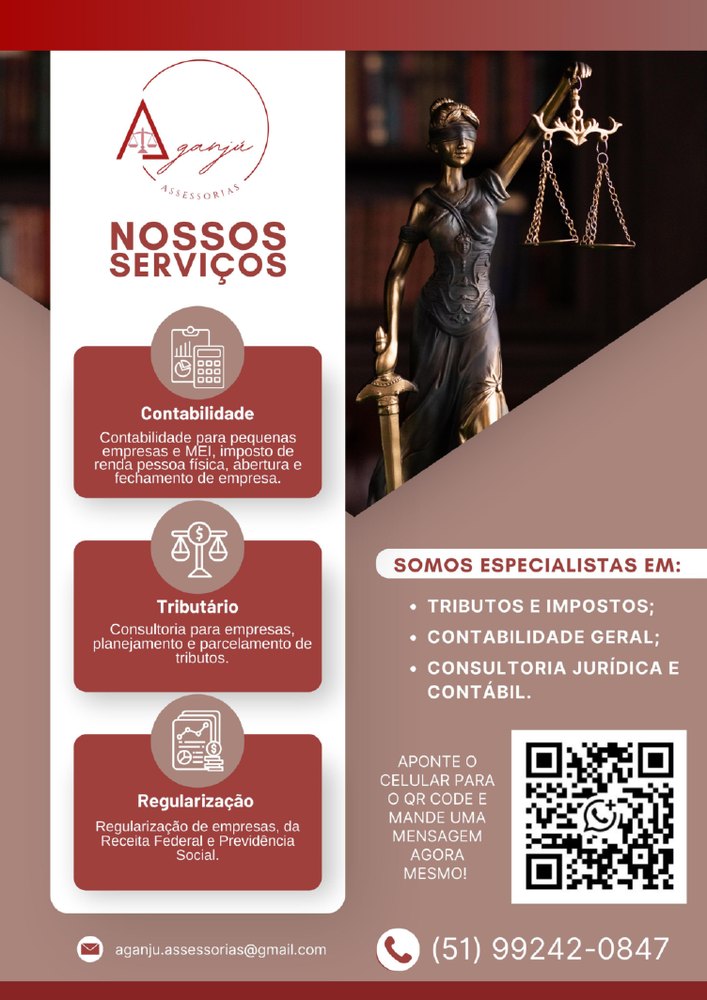 Aganjú
ASSESSORIAS
NOSSOS
SERVIÇOS
Contabilidade
Contabilidade para pequenas
empresas e MEI, imposto de
renda pessoa física, abertura e
fechamento de empresa.
Tributário
Consultoria para empresas,
planejamento e parcelamento de
tributos.
Regularização
Regularização de empresas, da
Receita Federal e Previdência
Social.
SOMOS ESPECIALISTAS EM:
• TRIBUTOS E IMPOSTOS;
• CONTABILIDADE GERAL;
• CONSULTORIA JURÍDICA E
CONTÁBIL.
APONTE O
CELULAR PARA
O QR CODE E
MANDE UMA
MENSAGEM
AGORA
MESMO!
aganju.assessorias@gmail.com
(51) 99242-0847